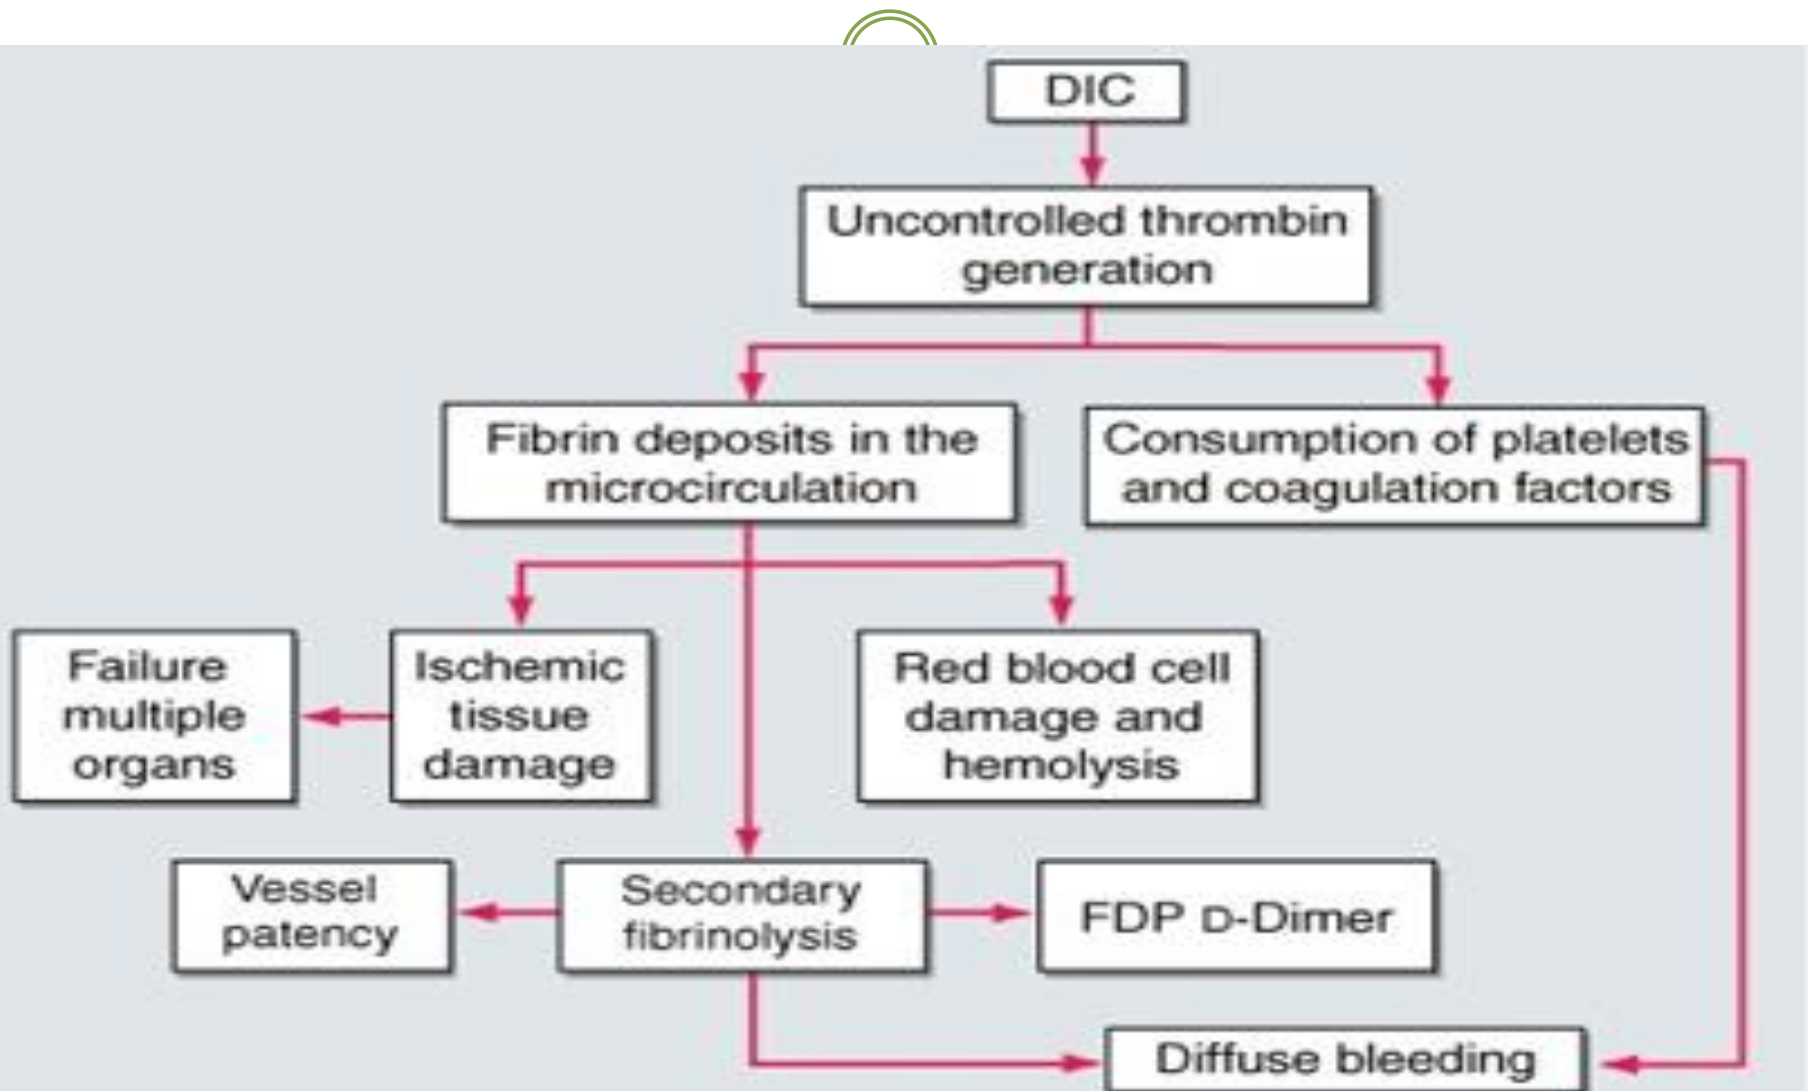 DIC
Uncontrolled thrombin
generation
Fibrin deposits in the
microcirculation
Consumption of platelets
and coagulation factors
Failure
multiple
organs
Ischemic
tissue
damage
Red blood cell
damage and
hemolysis
Vessel
patency
Secondary
fibrinolysis
FDP D-Dimer
Diffuse bleeding